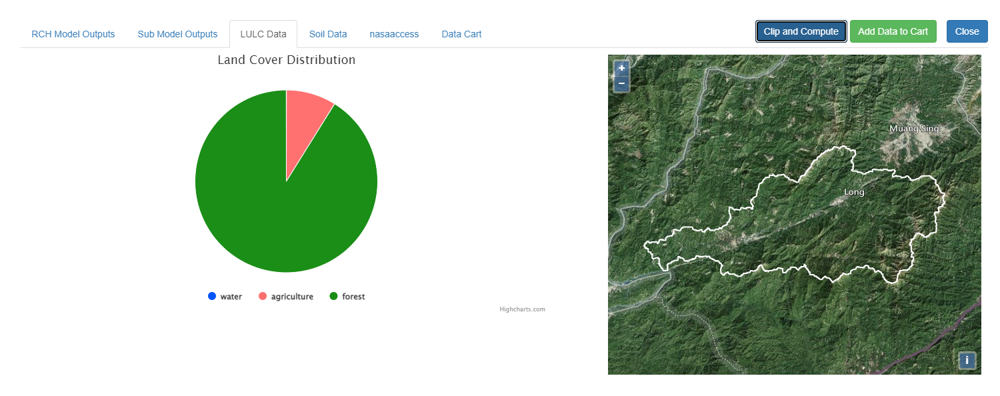 RCH Model Outputs Sub Model Outputs LULC Data Soil Data nasaaccess Data Cart Clip and Compute Add Data to Cart Close
Land Cover Distribution
+
−
Muang Sing
Long
water agriculture forest
Highcharts.com
i